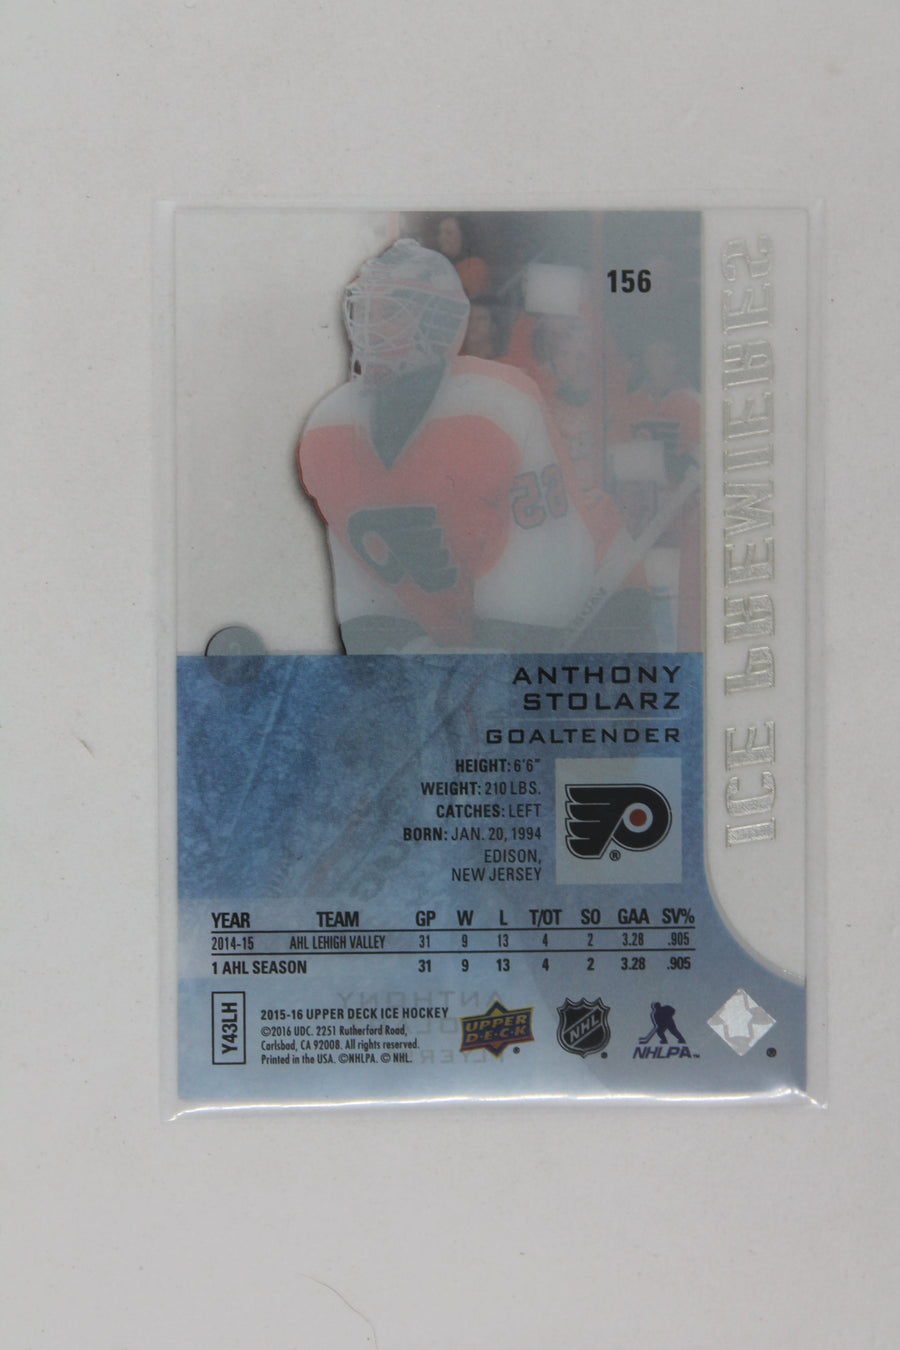 156
ICE PREMIERES
ANTHONY
STOLARZ
GOALTENDER
HEIGHT: 6'6"
WEIGHT: 210 LBS.
CATCHES: LEFT
BORN: JAN. 20, 1994
EDISON,
NEW JERSEY
®
YEAR TEAM GP W L T/OT SO GAA SV%
2014-15 AHL LEHIGH VALLEY 31 9 13 4 2 3.28 .905
1 AHL SEASON 31 9 13 4 2 3.28 .905
Y43LH
2015-16 UPPER DECK ICE HOCKEY
©2016 UDC. 2251 Rutherford Road,
Carlsbad, CA 92008. All rights reserved.
Printed in the USA. ©NHLPA. © NHL.
UPPER
D·E·C·K ®
NHL ®
NHLPA™
®